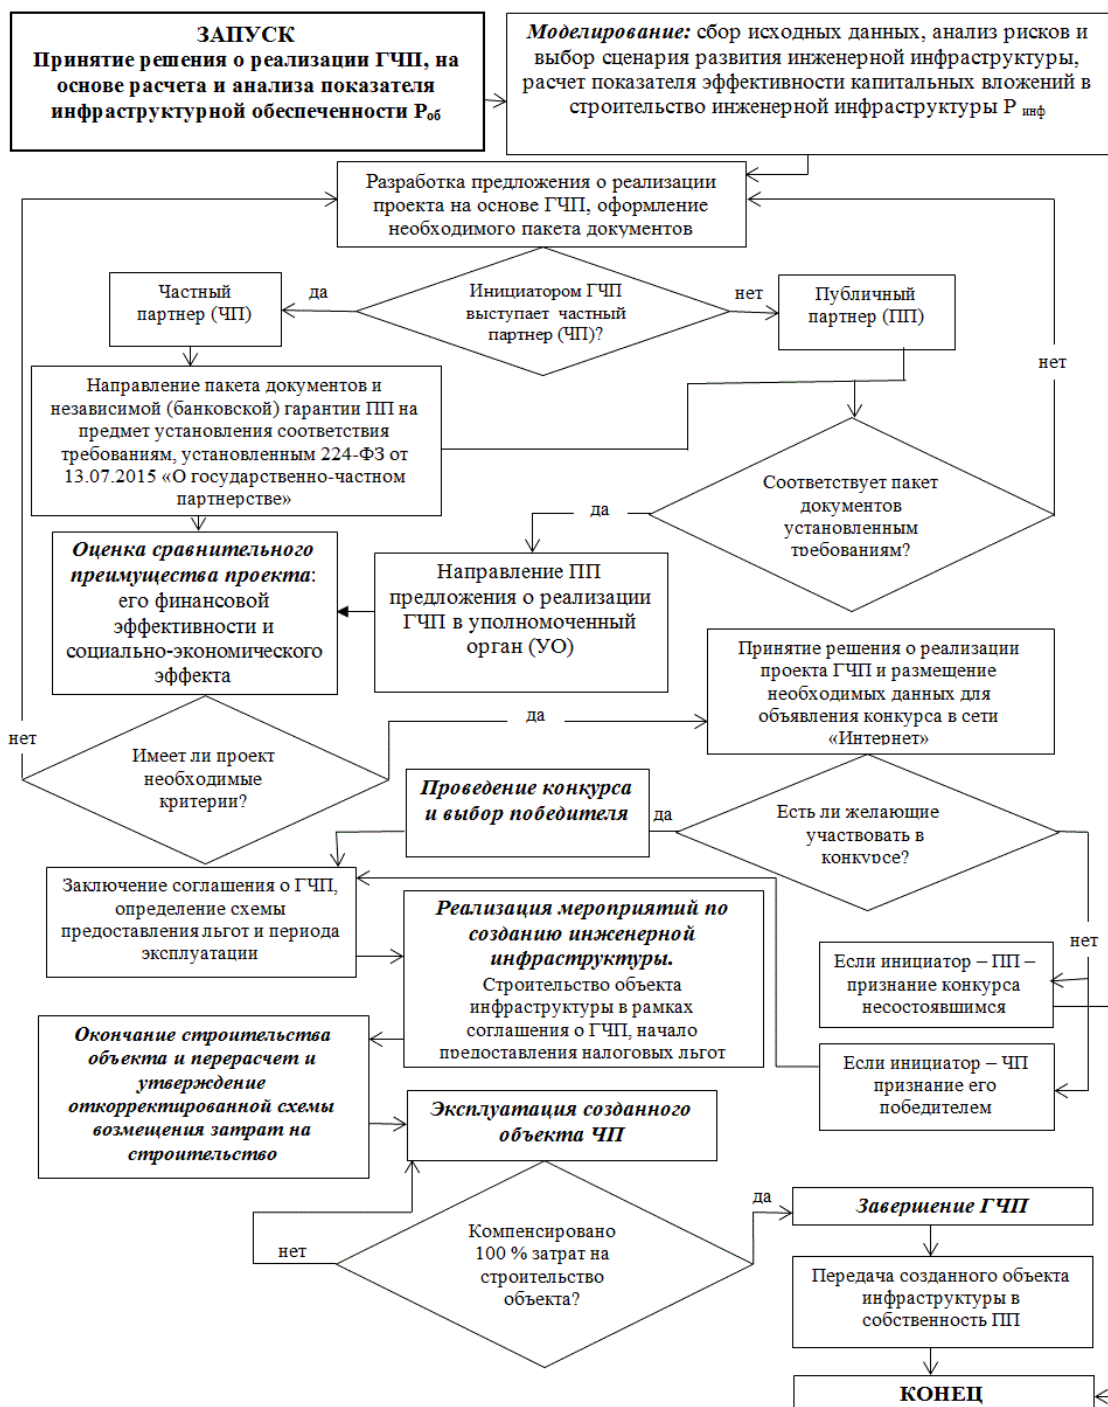 ЗАПУСК
Принятие решения о реализации ГЧП, на
основе расчета и анализа показателя
инфраструктурной обеспеченности Роб
Моделирование: сбор исходных данных, анализ рисков и
выбор сценария развития инженерной инфраструктуры,
расчет показателя эффективности капитальных вложений в
строительство инженерной инфраструктуры Р инф
Разработка предложения о реализации
проекта на основе ГЧП, оформление
необходимого пакета документов
Частный
партнер (ЧП)
да
Инициатором ГЧП
выступает частный
партнер (ЧП)?
нет
Публичный
партнер (ПП)
нет
Направление пакета документов и
независимой (банковской) гарантии ПП на
предмет установления соответствия
требованиям, установленным 224-ФЗ от
13.07.2015 «О государственно-частном
партнерстве»
Соответствует пакет
документов
установленным
требованиям?
да
Оценка сравнительного
преимущества проекта:
его финансовой
эффективности и
социально-экономического
эффекта
Направление ПП
предложения о реализации
ГЧП в уполномоченный
орган (УО)
Принятие решения о реализации
проекта ГЧП и размещение
необходимых данных для
объявления конкурса в сети
«Интернет»
нет
да
Имеет ли проект
необходимые
критерии?
Проведение конкурса
и выбор победителя
да
Есть ли желающие
участвовать в
конкурсе?
Заключение соглашения о ГЧП,
определение схемы
предоставления льгот и периода
эксплуатации
Реализация мероприятий по
созданию инженерной
инфраструктуры.
Строительство объекта
инфраструктуры в рамках
соглашения о ГЧП, начало
предоставления налоговых льгот
нет
Если инициатор – ПП –
признание конкурса
несостоявшимся
Если инициатор – ЧП
признание его
победителем
Окончание строительства
объекта и перерасчет и
утверждение
откорректированной схемы
возмещения затрат на
строительство
Эксплуатация созданного
объекта ЧП
нет
Компенсировано
100 % затрат на
строительство
объекта?
да
Завершение ГЧП
Передача созданного объекта
инфраструктуры в
собственность ПП
КОНЕЦ